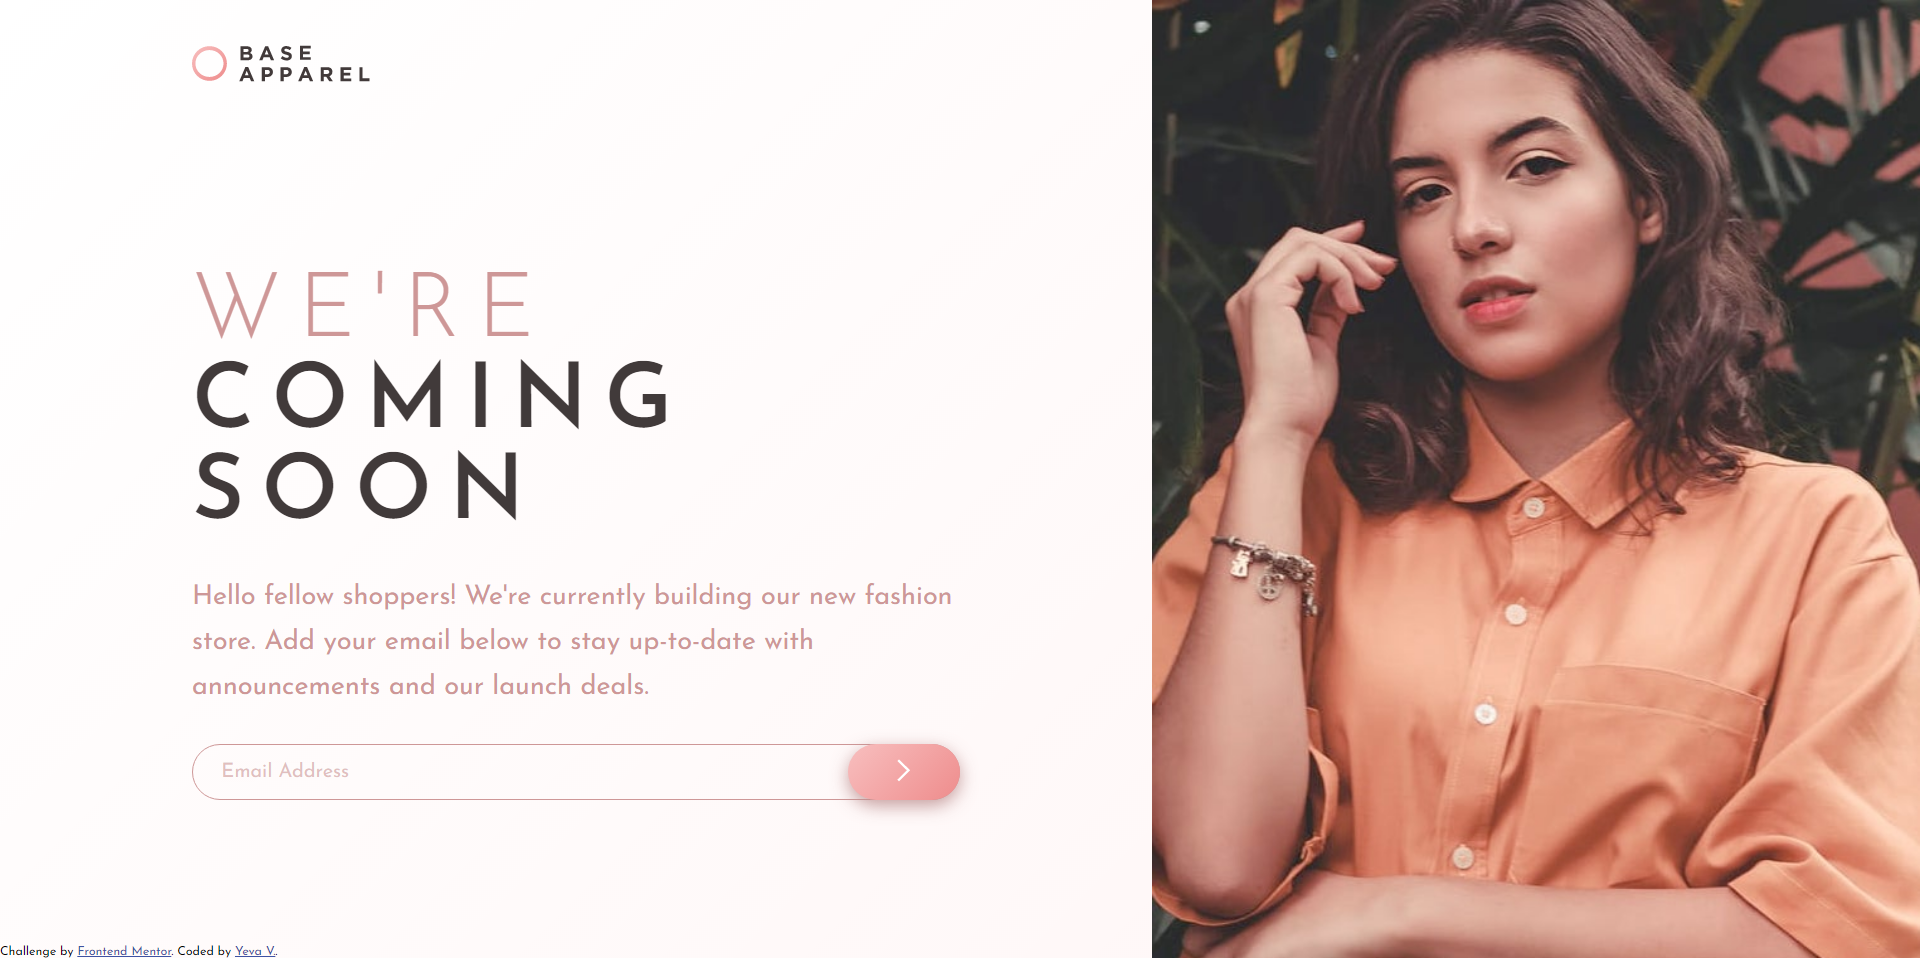 BASE
APPAREL
WE'RE
COMING
SOON
Hello fellow shoppers! We're currently building our new fashion
store. Add your email below to stay up-to-date with
announcements and our launch deals.
Email Address
Challenge by Frontend Mentor. Coded by Yeva V..